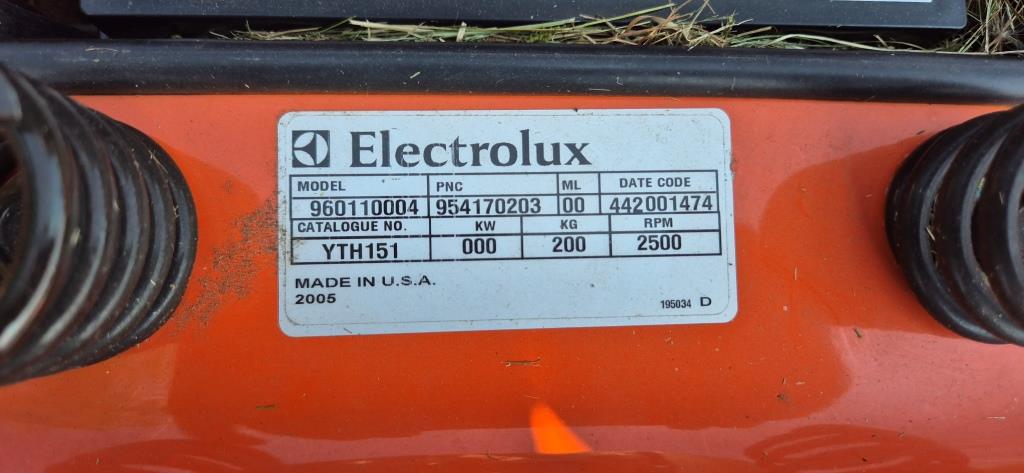 Electrolux
MODEL PNC ML DATE CODE
960110004 954170203 00 442001474
CATALOGUE NO. KW KG RPM
YTH151 000 200 2500
MADE IN U.S.A.
2005
195034 D